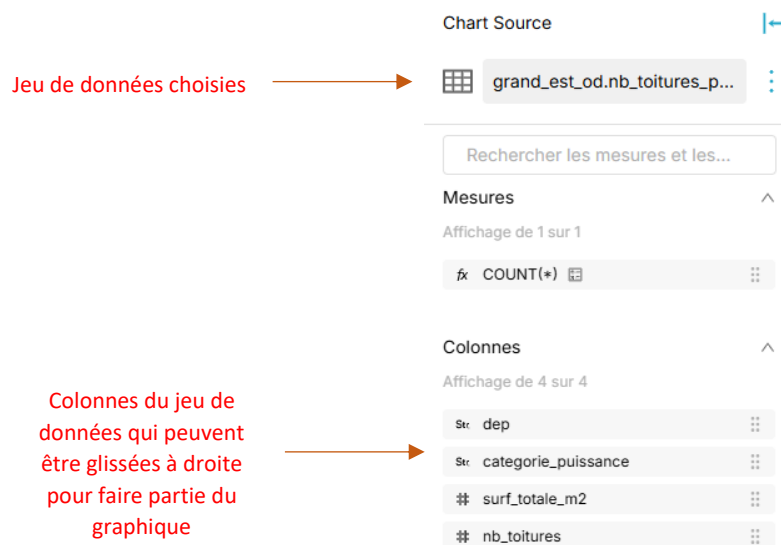 Chart Source
Jeu de données choisies
grand_est_od.nb_toitures_p...
Rechercher les mesures et les...
Mesures
Affichage de 1 sur 1
fx COUNT(*)
Colonnes
Affichage de 4 sur 4
Colonnes du jeu de
données qui peuvent
être glissées à droite
pour faire partie du
graphique
Str dep
Str categorie_puissance
# surf_totale_m2
# nb_toitures